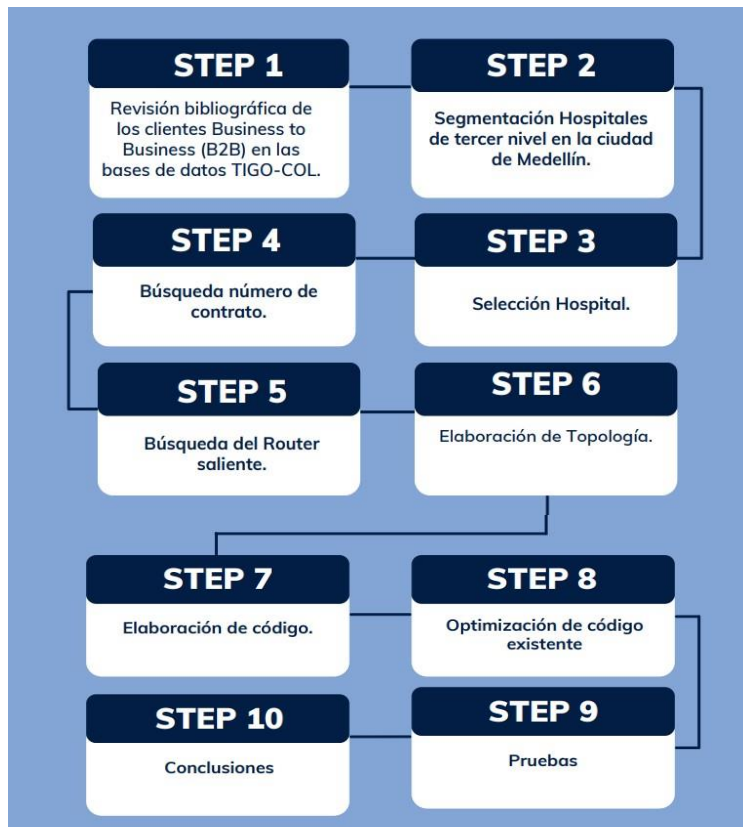 STEP 1
Revisión bibliográfica de
los clientes Business to
Business (B2B) en las
bases de datos TIGO-COL.
STEP 2
Segmentación Hospitales
de tercer nivel en la ciudad
de Medellín.
STEP 3
Selección Hospital.
STEP 4
Búsqueda número de
contrato.
STEP 5
Búsqueda del Router
saliente.
STEP 6
Elaboración de Topología.
STEP 7
Elaboración de código.
STEP 8
Optimización de código
existente
STEP 9
Pruebas
STEP 10
Conclusiones